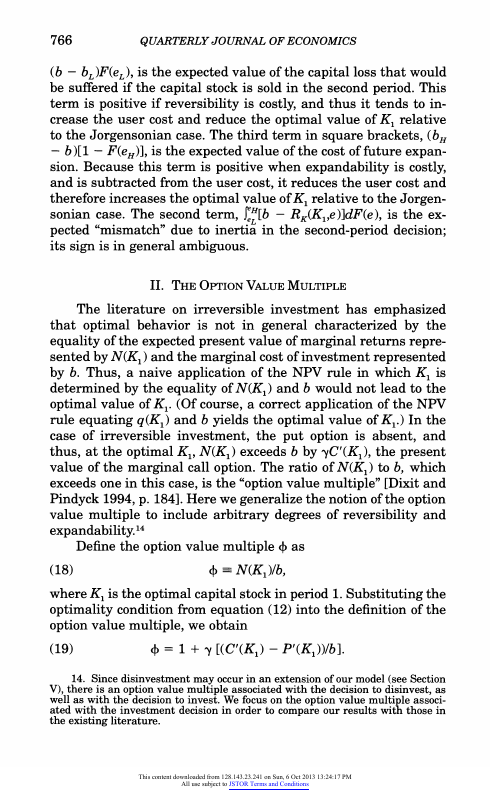 766 QUARTERLY JOURNAL OF ECONOMICS
(b − b_L)F(e_L), is the expected value of the capital loss that would
be suffered if the capital stock is sold in the second period. This
term is positive if reversibility is costly, and thus it tends to in-
crease the user cost and reduce the optimal value of K₁ relative
to the Jorgensonian case. The third term in square brackets, (b_H
− b)[1 − F(e_H)], is the expected value of the cost of future expan-
sion. Because this term is positive when expandability is costly,
and is subtracted from the user cost, it reduces the user cost and
therefore increases the optimal value of K₁ relative to the Jorgen-
sonian case. The second term, ∫_{e_L}^{e_H}[b − R_K(K₁,e)]dF(e), is the ex-
pected “mismatch” due to inertia in the second-period decision;
its sign is in general ambiguous.
II. THE OPTION VALUE MULTIPLE
The literature on irreversible investment has emphasized
that optimal behavior is not in general characterized by the
equality of the expected present value of marginal returns repre-
sented by N(K₁) and the marginal cost of investment represented
by b. Thus, a naive application of the NPV rule in which K₁ is
determined by the equality of N(K₁) and b would not lead to the
optimal value of K₁. (Of course, a correct application of the NPV
rule equating q(K₁) and b yields the optimal value of K₁.) In the
case of irreversible investment, the put option is absent, and
thus, at the optimal K₁, N(K₁) exceeds b by γC′(K₁), the present
value of the marginal call option. The ratio of N(K₁) to b, which
exceeds one in this case, is the “option value multiple” [Dixit and
Pindyck 1994, p. 184]. Here we generalize the notion of the option
value multiple to include arbitrary degrees of reversibility and
expandability.¹⁴
Define the option value multiple ϕ as
(18) ϕ ≡ N(K₁)/b,
where K₁ is the optimal capital stock in period 1. Substituting the
optimality condition from equation (12) into the definition of the
option value multiple, we obtain
(19) ϕ = 1 + γ [(C′(K₁) − P′(K₁))/b].
14. Since disinvestment may occur in an extension of our model (see Section
V), there is an option value multiple associated with the decision to disinvest, as
well as with the decision to invest. We focus on the option value multiple associ-
ated with the investment decision in order to compare our results with those in
the existing literature.
This content downloaded from 128.143.23.241 on Sun, 6 Oct 2013 13:24:17 PM
All use subject to JSTOR Terms and Conditions